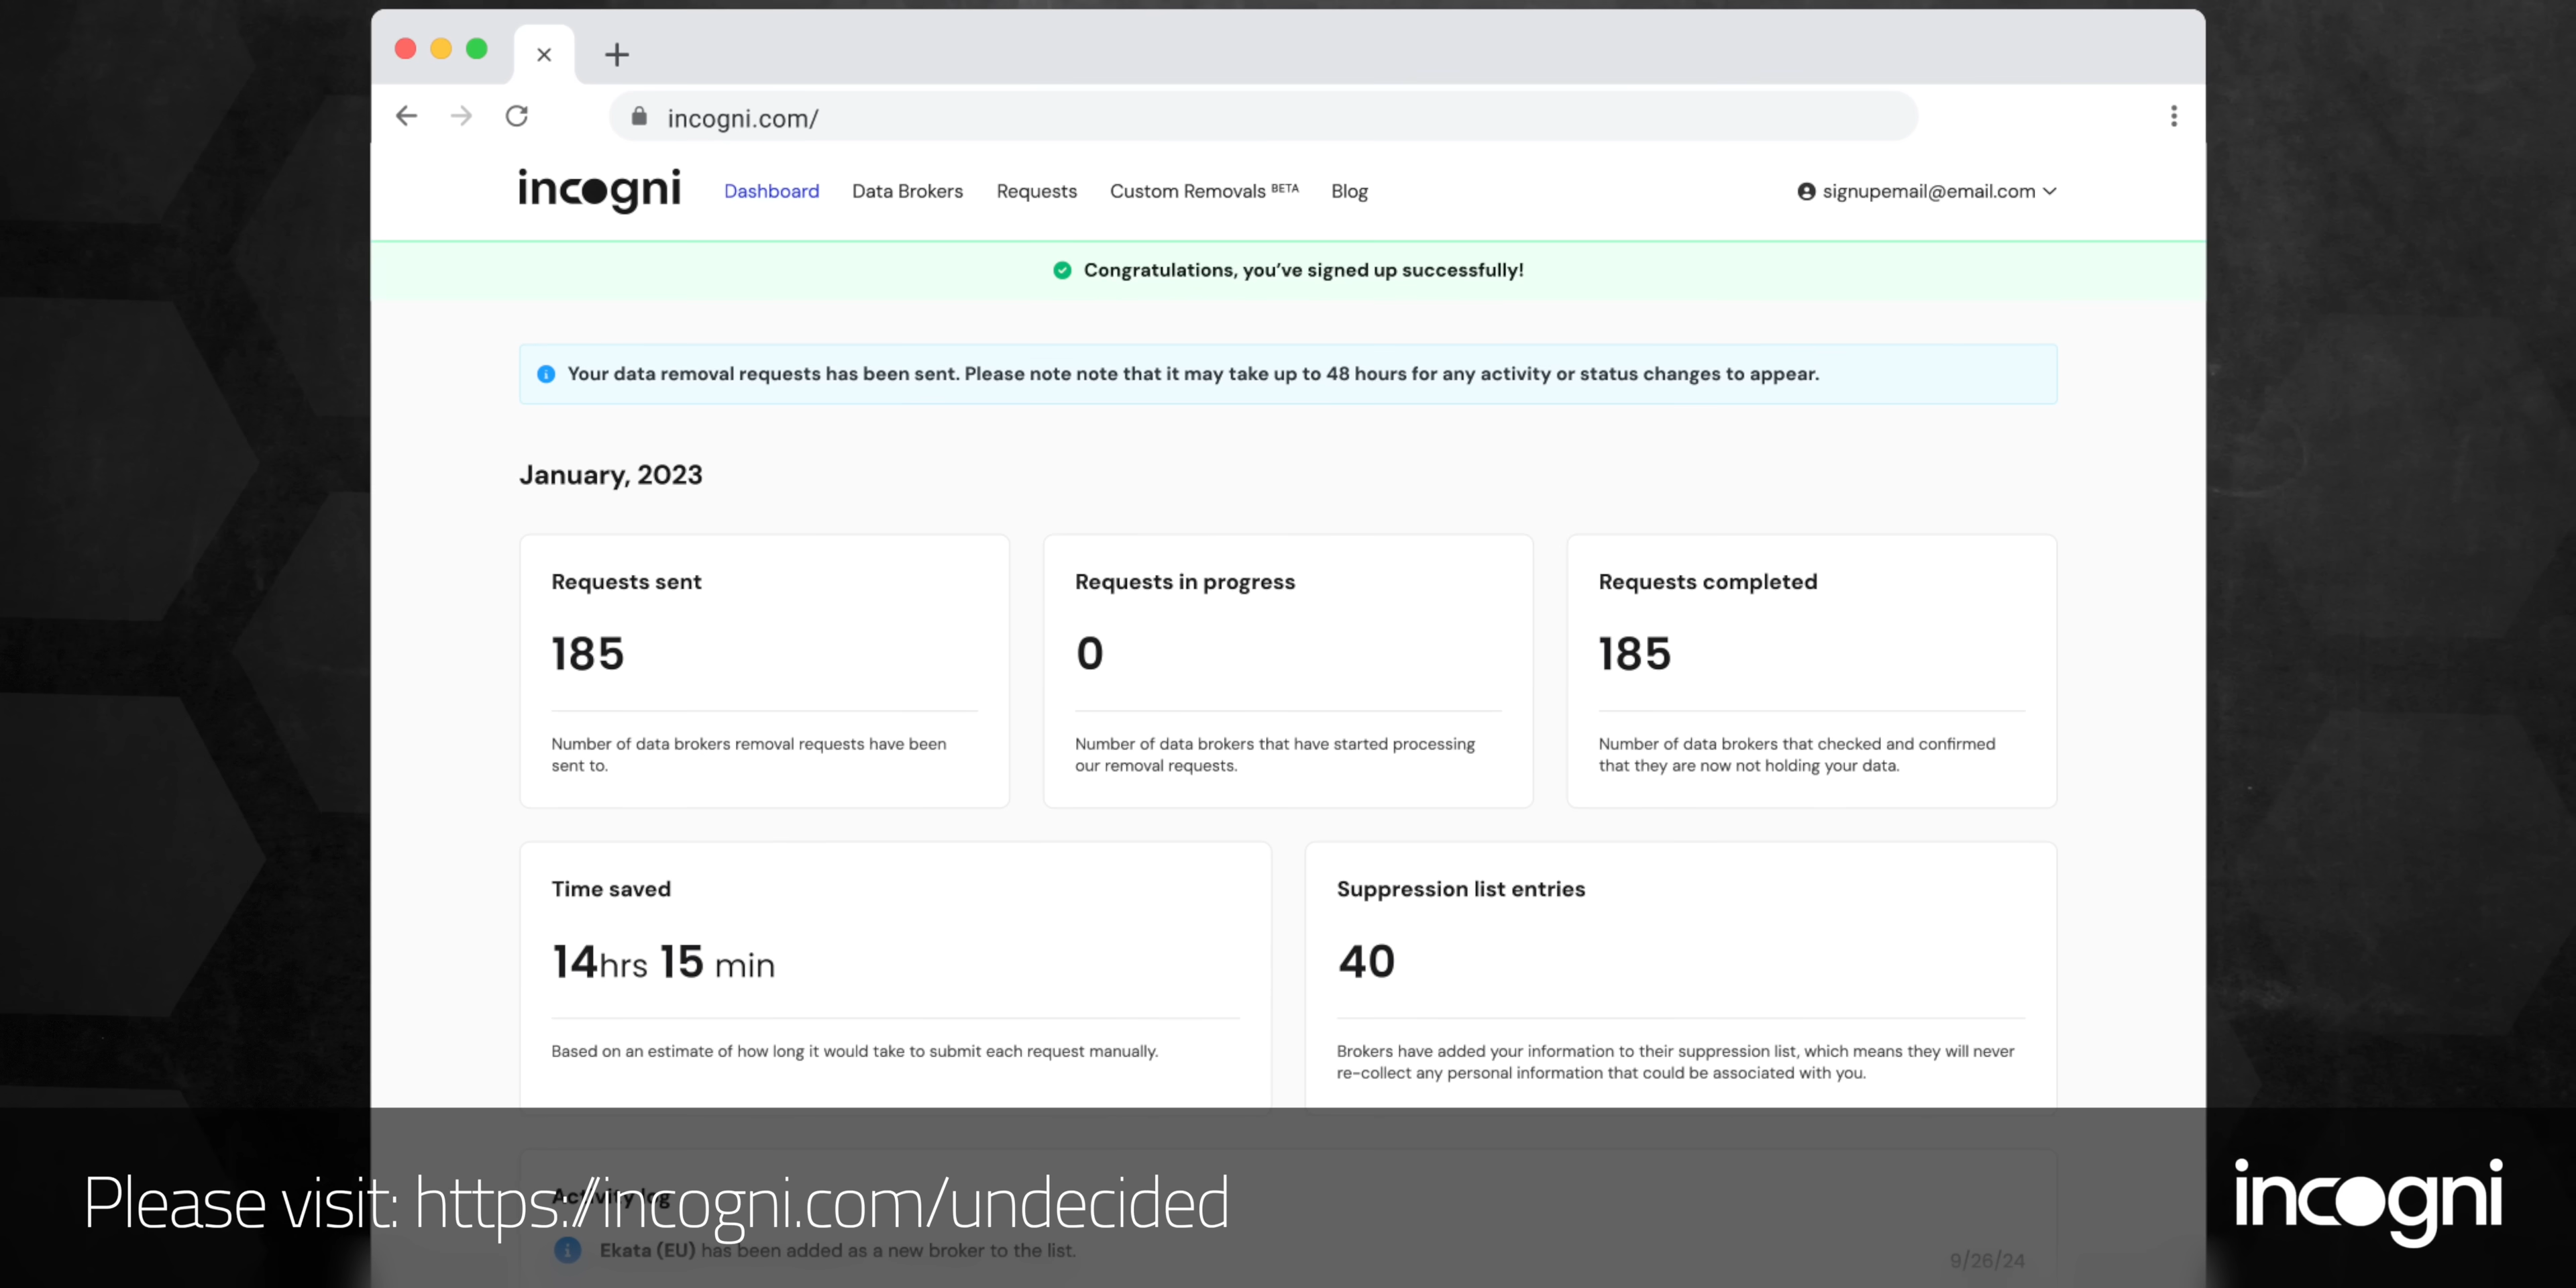 incogni.com/
incogni Dashboard Data Brokers Requests Custom Removals BETA Blog signupemail@email.com
Congratulations, you've signed up successfully!
Your data removal requests has been sent. Please note note that it may take up to 48 hours for any activity or status changes to appear.
January, 2023
Requests sent
185
Number of data brokers removal requests have been
sent to.
Requests in progress
0
Number of data brokers that have started processing
our removal requests.
Requests completed
185
Number of data brokers that checked and confirmed
that they are now not holding your data.
Time saved
14hrs 15 min
Based on an estimate of how long it would take to submit each request manually.
Suppression list entries
40
Brokers have added your information to their suppression list, which means they will never
re-collect any personal information that could be associated with you.
Activity log
Please visit: https://incogni.com/undecided
incogni
Ekata (EU) has been added as a new broker to the list.
9/26/24